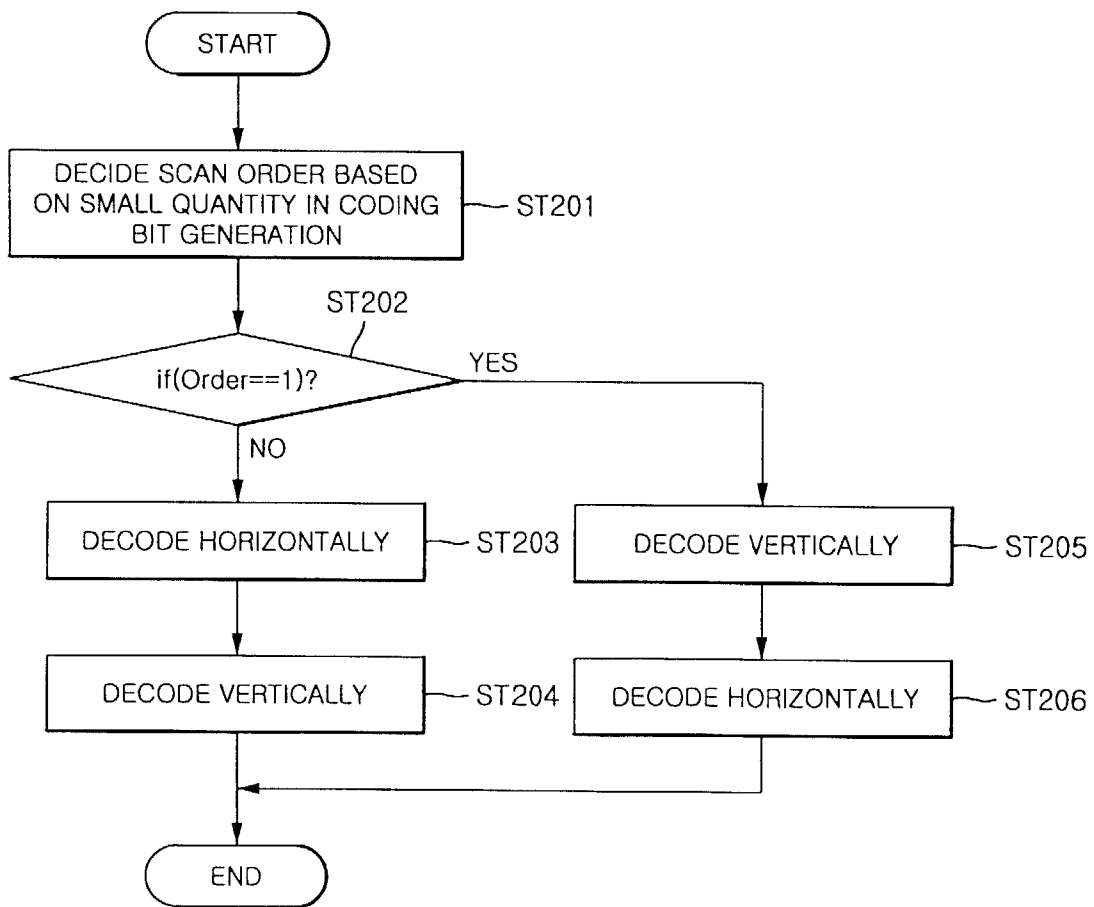 START
DECIDE SCAN ORDER BASED
ON SMALL QUANTITY IN CODING
BIT GENERATION
ST201
ST202
if(Order==1)?
YES
NO
DECODE HORIZONTALLY
ST203
DECODE VERTICALLY
ST205
DECODE VERTICALLY
ST204
DECODE HORIZONTALLY
ST206
END